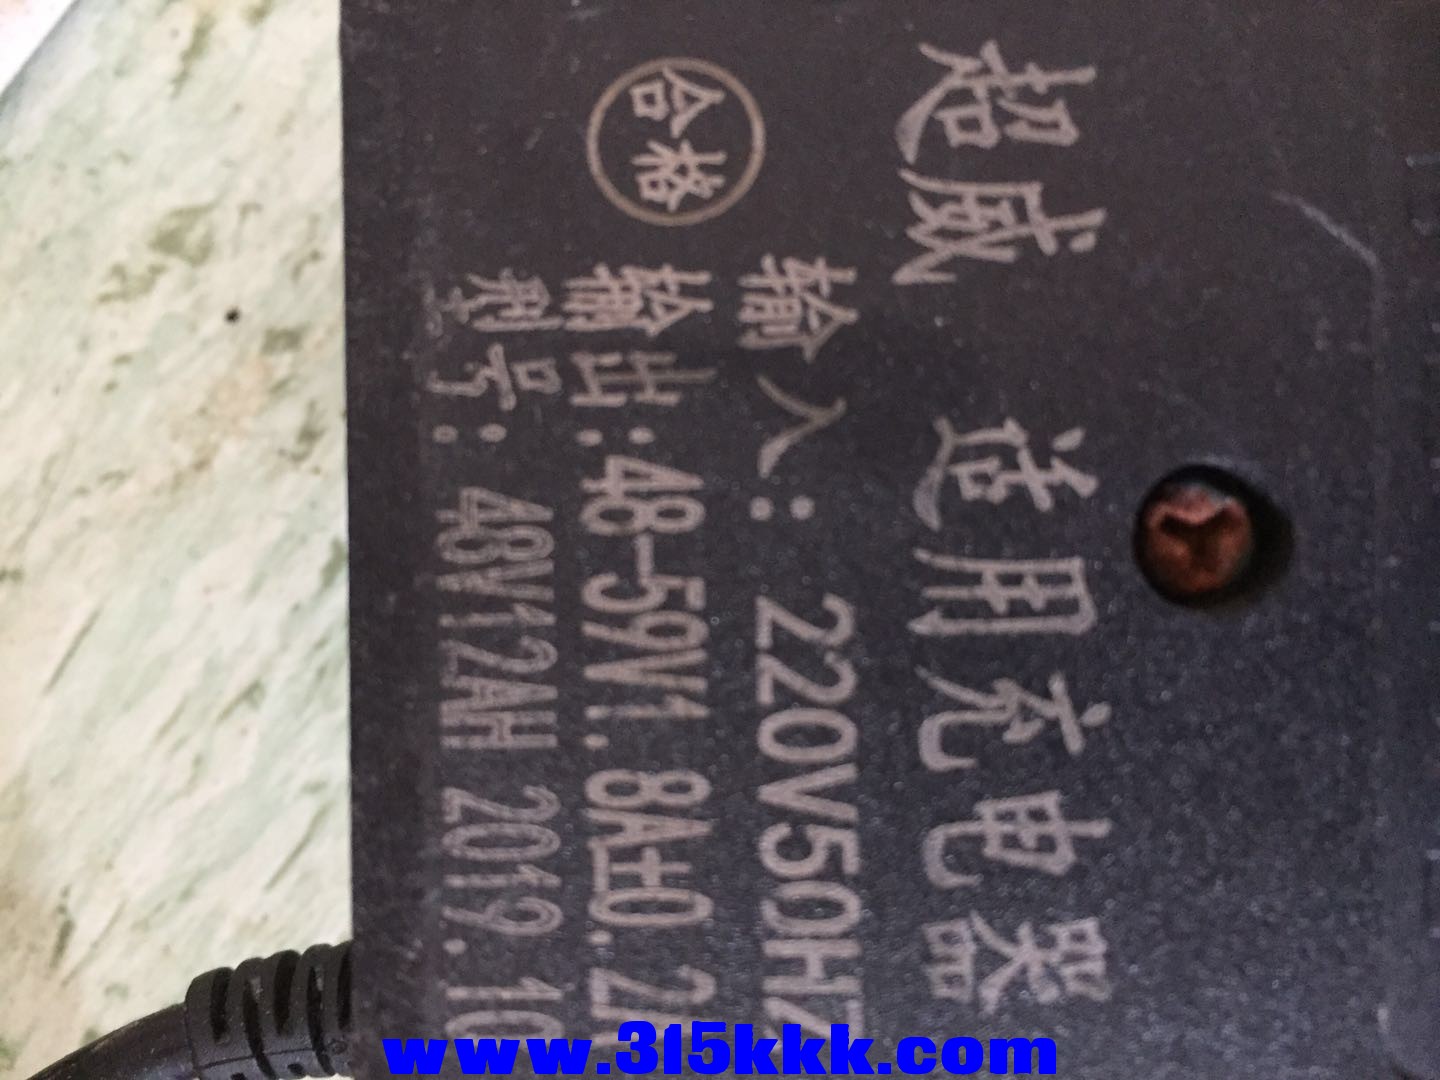 超威 适用充电器
输入：220V50HZ
合格
输出：48-59V1.8A±0.2A
型号：48V12AH 2019.10
www.315kkk.com